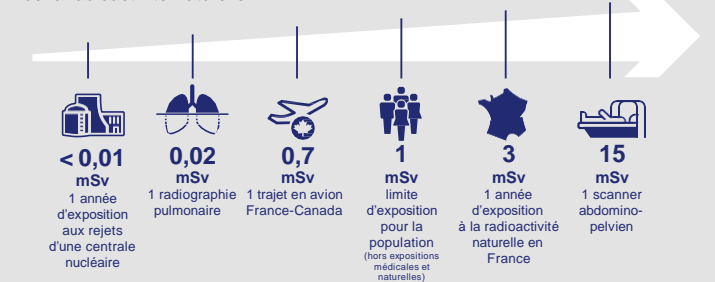 < 0,01
mSv
1 année
d'exposition
aux rejets
d'une centrale
nucléaire
0,02
mSv
1 radiographie
pulmonaire
0,7
mSv
1 trajet en avion
France-Canada
1
mSv
limite
d'exposition
pour la
population
(hors expositions
médicales et
naturelles)
3
mSv
1 année
d'exposition
à la radioactivité
naturelle en
France
15
mSv
1 scanner
abdomino-
pelvien